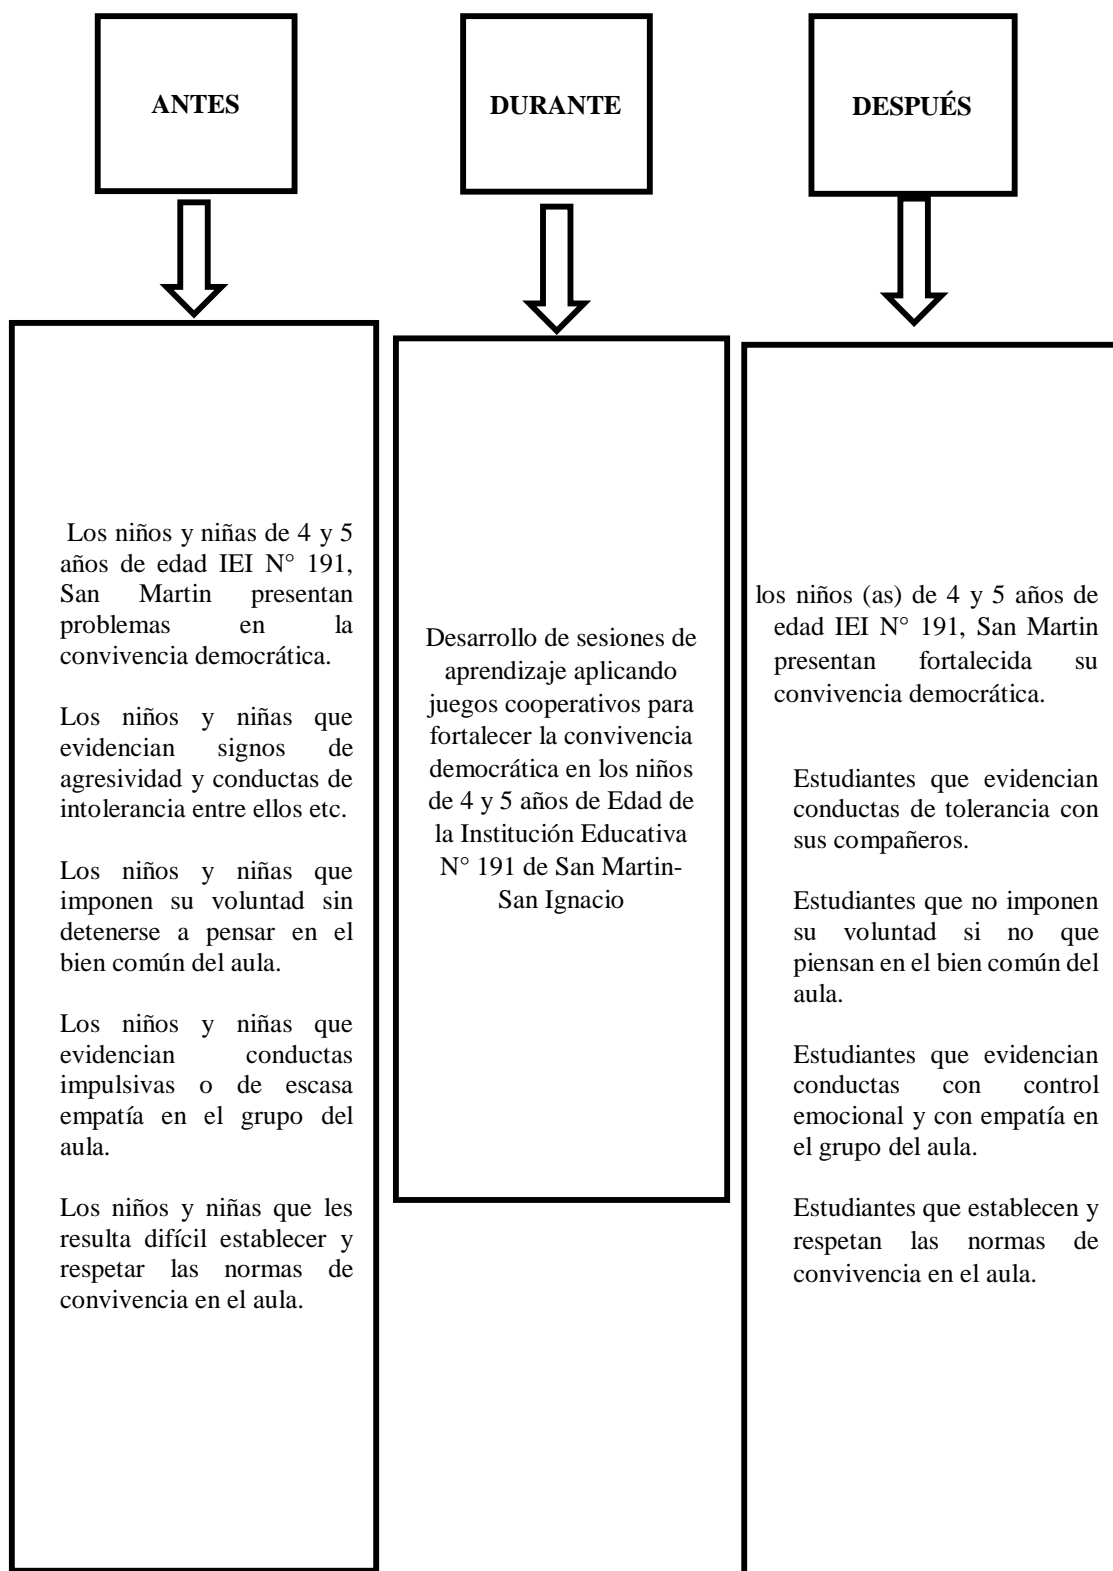 ANTES
DURANTE
DESPUÉS
Los niños y niñas de 4 y 5
años de edad IEI N° 191,
San Martin presentan
problemas en la
convivencia democrática.
Los niños y niñas que
evidencian signos de
agresividad y conductas de
intolerancia entre ellos etc.
Los niños y niñas que
imponen su voluntad sin
detenerse a pensar en el
bien común del aula.
Los niños y niñas que
evidencian conductas
impulsivas o de escasa
empatía en el grupo del
aula.
Los niños y niñas que les
resulta difícil establecer y
respetar las normas de
convivencia en el aula.
Desarrollo de sesiones de
aprendizaje aplicando
juegos cooperativos para
fortalecer la convivencia
democrática en los niños
de 4 y 5 años de Edad de
la Institución Educativa
N° 191 de San Martin-
San Ignacio
los niños (as) de 4 y 5 años de
edad IEI N° 191, San Martin
presentan fortalecida su
convivencia democrática.
Estudiantes que evidencian
conductas de tolerancia con
sus compañeros.
Estudiantes que no imponen
su voluntad si no que
piensan en el bien común del
aula.
Estudiantes que evidencian
conductas con control
emocional y con empatía en
el grupo del aula.
Estudiantes que establecen y
respetan las normas de
convivencia en el aula.